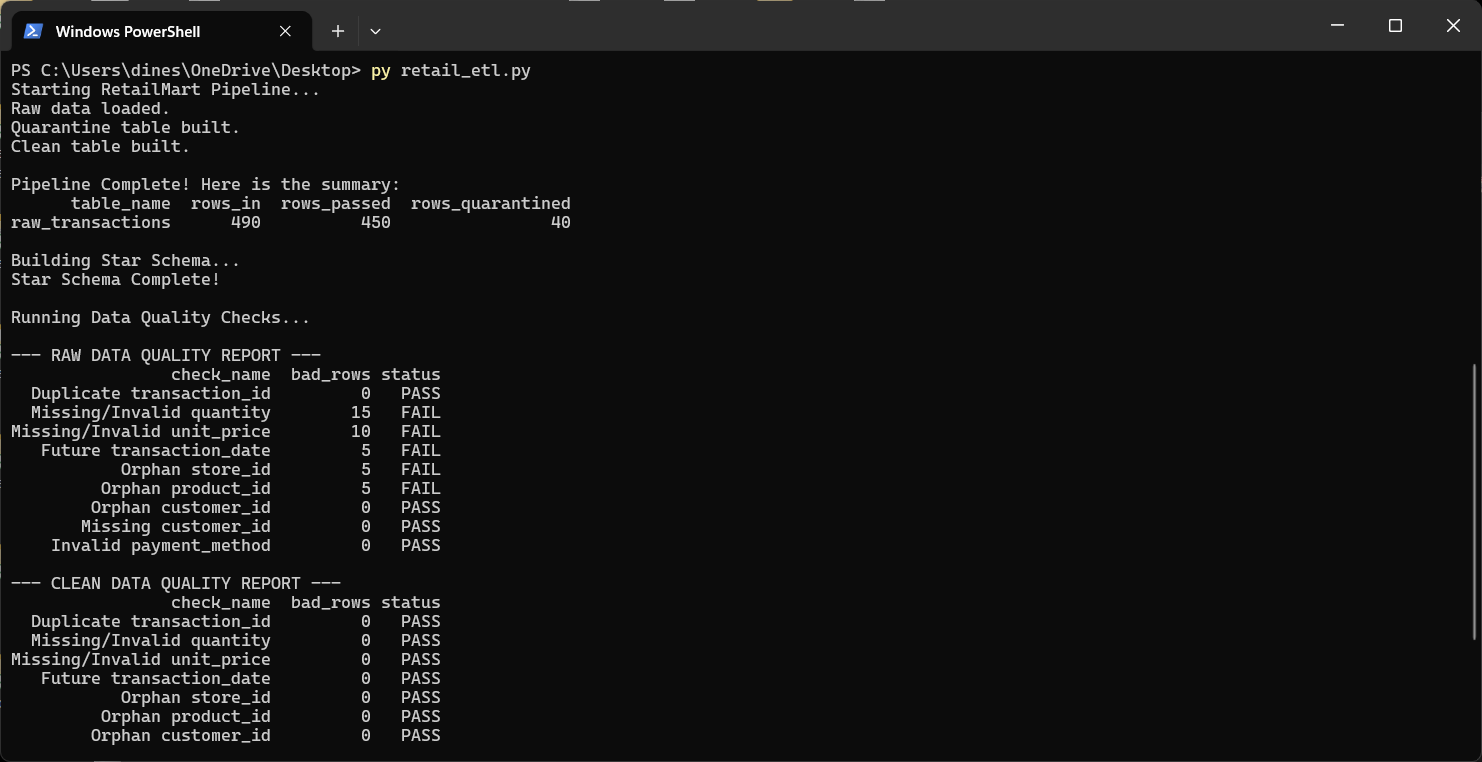 Windows PowerShell
PS C:\Users\dines\OneDrive\Desktop> py retail_etl.py
Starting RetailMart Pipeline...
Raw data loaded.
Quarantine table built.
Clean table built.
Pipeline Complete! Here is the summary:
table_name rows_in rows_passed rows_quarantined
raw_transactions 490 450 40
Building Star Schema...
Star Schema Complete!
Running Data Quality Checks...
--- RAW DATA QUALITY REPORT ---
check_name bad_rows status
Duplicate transaction_id 0 PASS
Missing/Invalid quantity 15 FAIL
Missing/Invalid unit_price 10 FAIL
Future transaction_date 5 FAIL
Orphan store_id 5 FAIL
Orphan product_id 5 FAIL
Orphan customer_id 0 PASS
Missing customer_id 0 PASS
Invalid payment_method 0 PASS
--- CLEAN DATA QUALITY REPORT ---
check_name bad_rows status
Duplicate transaction_id 0 PASS
Missing/Invalid quantity 0 PASS
Missing/Invalid unit_price 0 PASS
Future transaction_date 0 PASS
Orphan store_id 0 PASS
Orphan product_id 0 PASS
Orphan customer_id 0 PASS